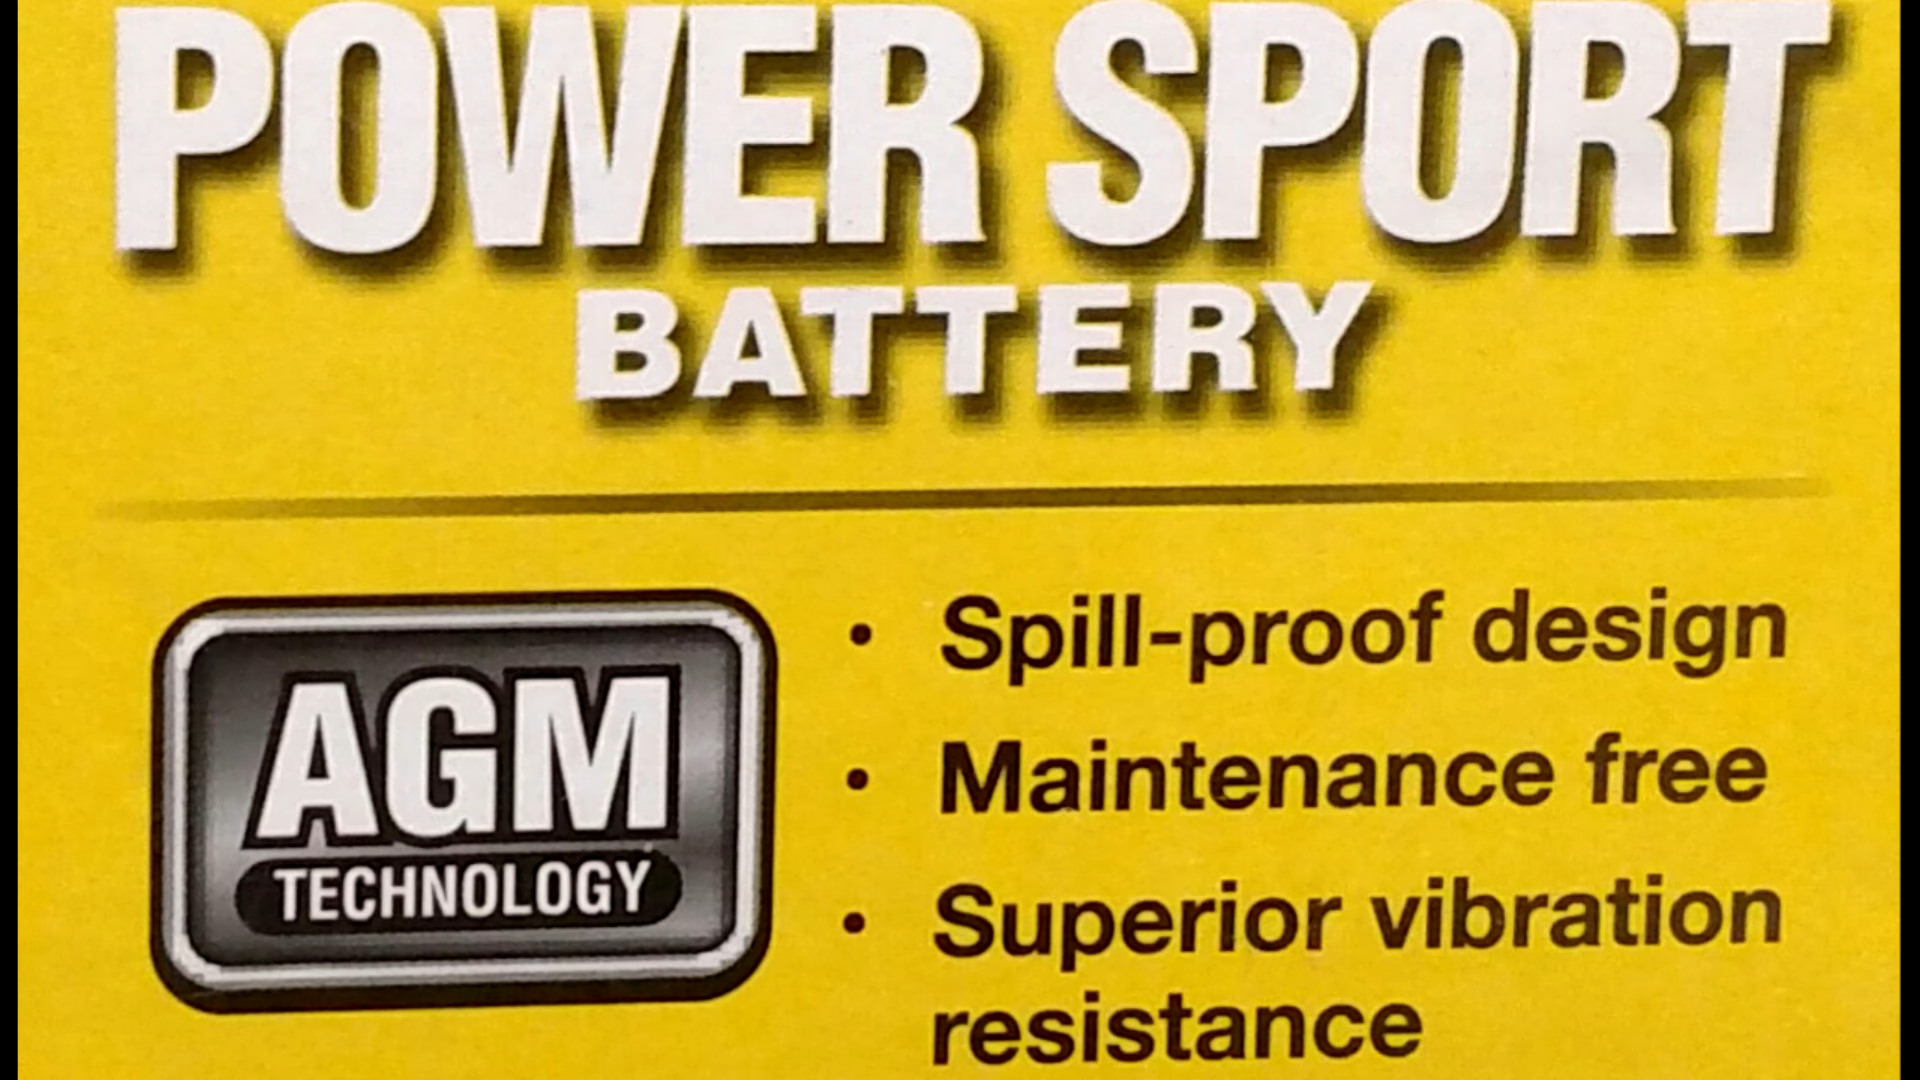 POWER SPORT
BATTERY
AGM
TECHNOLOGY
• Spill-proof design
• Maintenance free
• Superior vibration
resistance